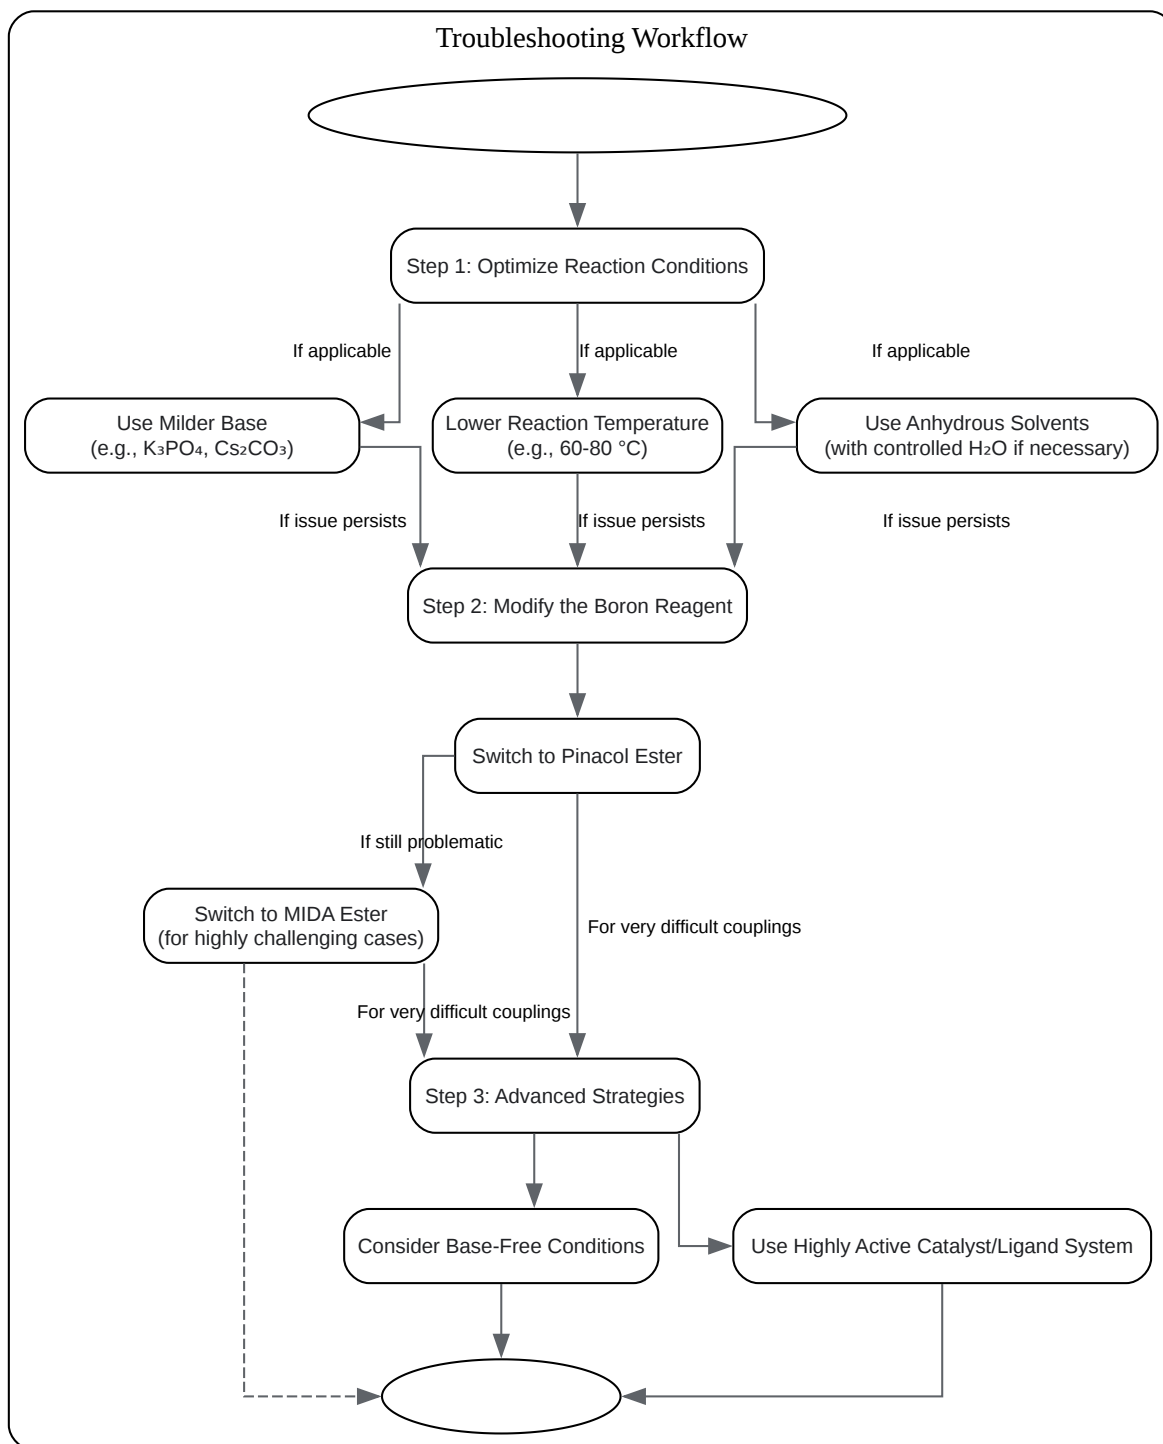 Troubleshooting Workflow
Step 1: Optimize Reaction Conditions
If applicable
If applicable
If applicable
Use Milder Base
(e.g., K₃PO₄, Cs₂CO₃)
Lower Reaction Temperature
(e.g., 60-80 °C)
Use Anhydrous Solvents
(with controlled H₂O if necessary)
If issue persists
If issue persists
If issue persists
Step 2: Modify the Boron Reagent
Switch to Pinacol Ester
If still problematic
Switch to MIDA Ester
(for highly challenging cases)
For very difficult couplings
For very difficult couplings
Step 3: Advanced Strategies
Consider Base-Free Conditions
Use Highly Active Catalyst/Ligand System